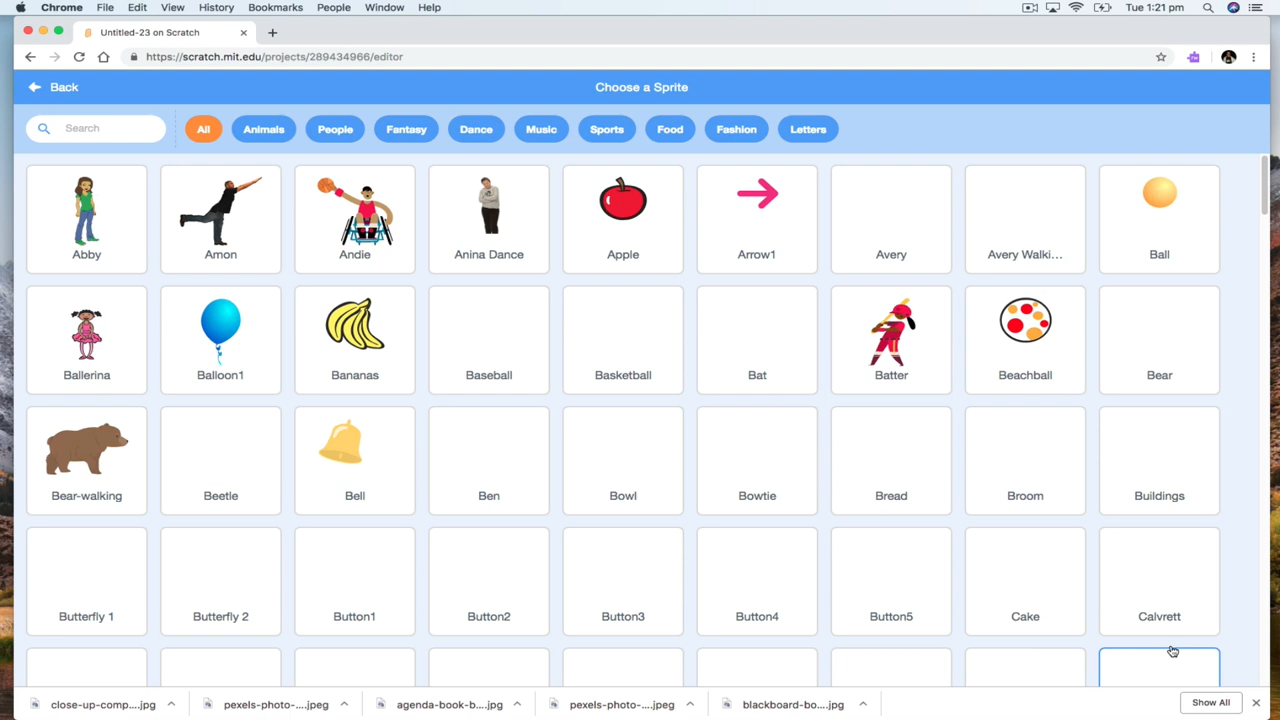 Chrome File Edit View History Bookmarks People Window Help Tue 1:21 pm
Untitled-23 on Scratch
https://scratch.mit.edu/projects/289434966/editor
Back Choose a Sprite
Search All Animals People Fantasy Dance Music Sports Food Fashion Letters
Abby Amon Andie Anina Dance Apple Arrow1 Avery Avery Walki... Ball
Ballerina Balloon1 Bananas Baseball Basketball Bat Batter Beachball Bear
Bear-walking Beetle Bell Ben Bowl Bowtie Bread Broom Buildings
Butterfly 1 Butterfly 2 Button1 Button2 Button3 Button4 Button5 Cake Calvrett
close-up-comp....jpg pexels-photo-....jpeg agenda-book-b....jpg pexels-photo-....jpeg blackboard-bo....jpg Show All